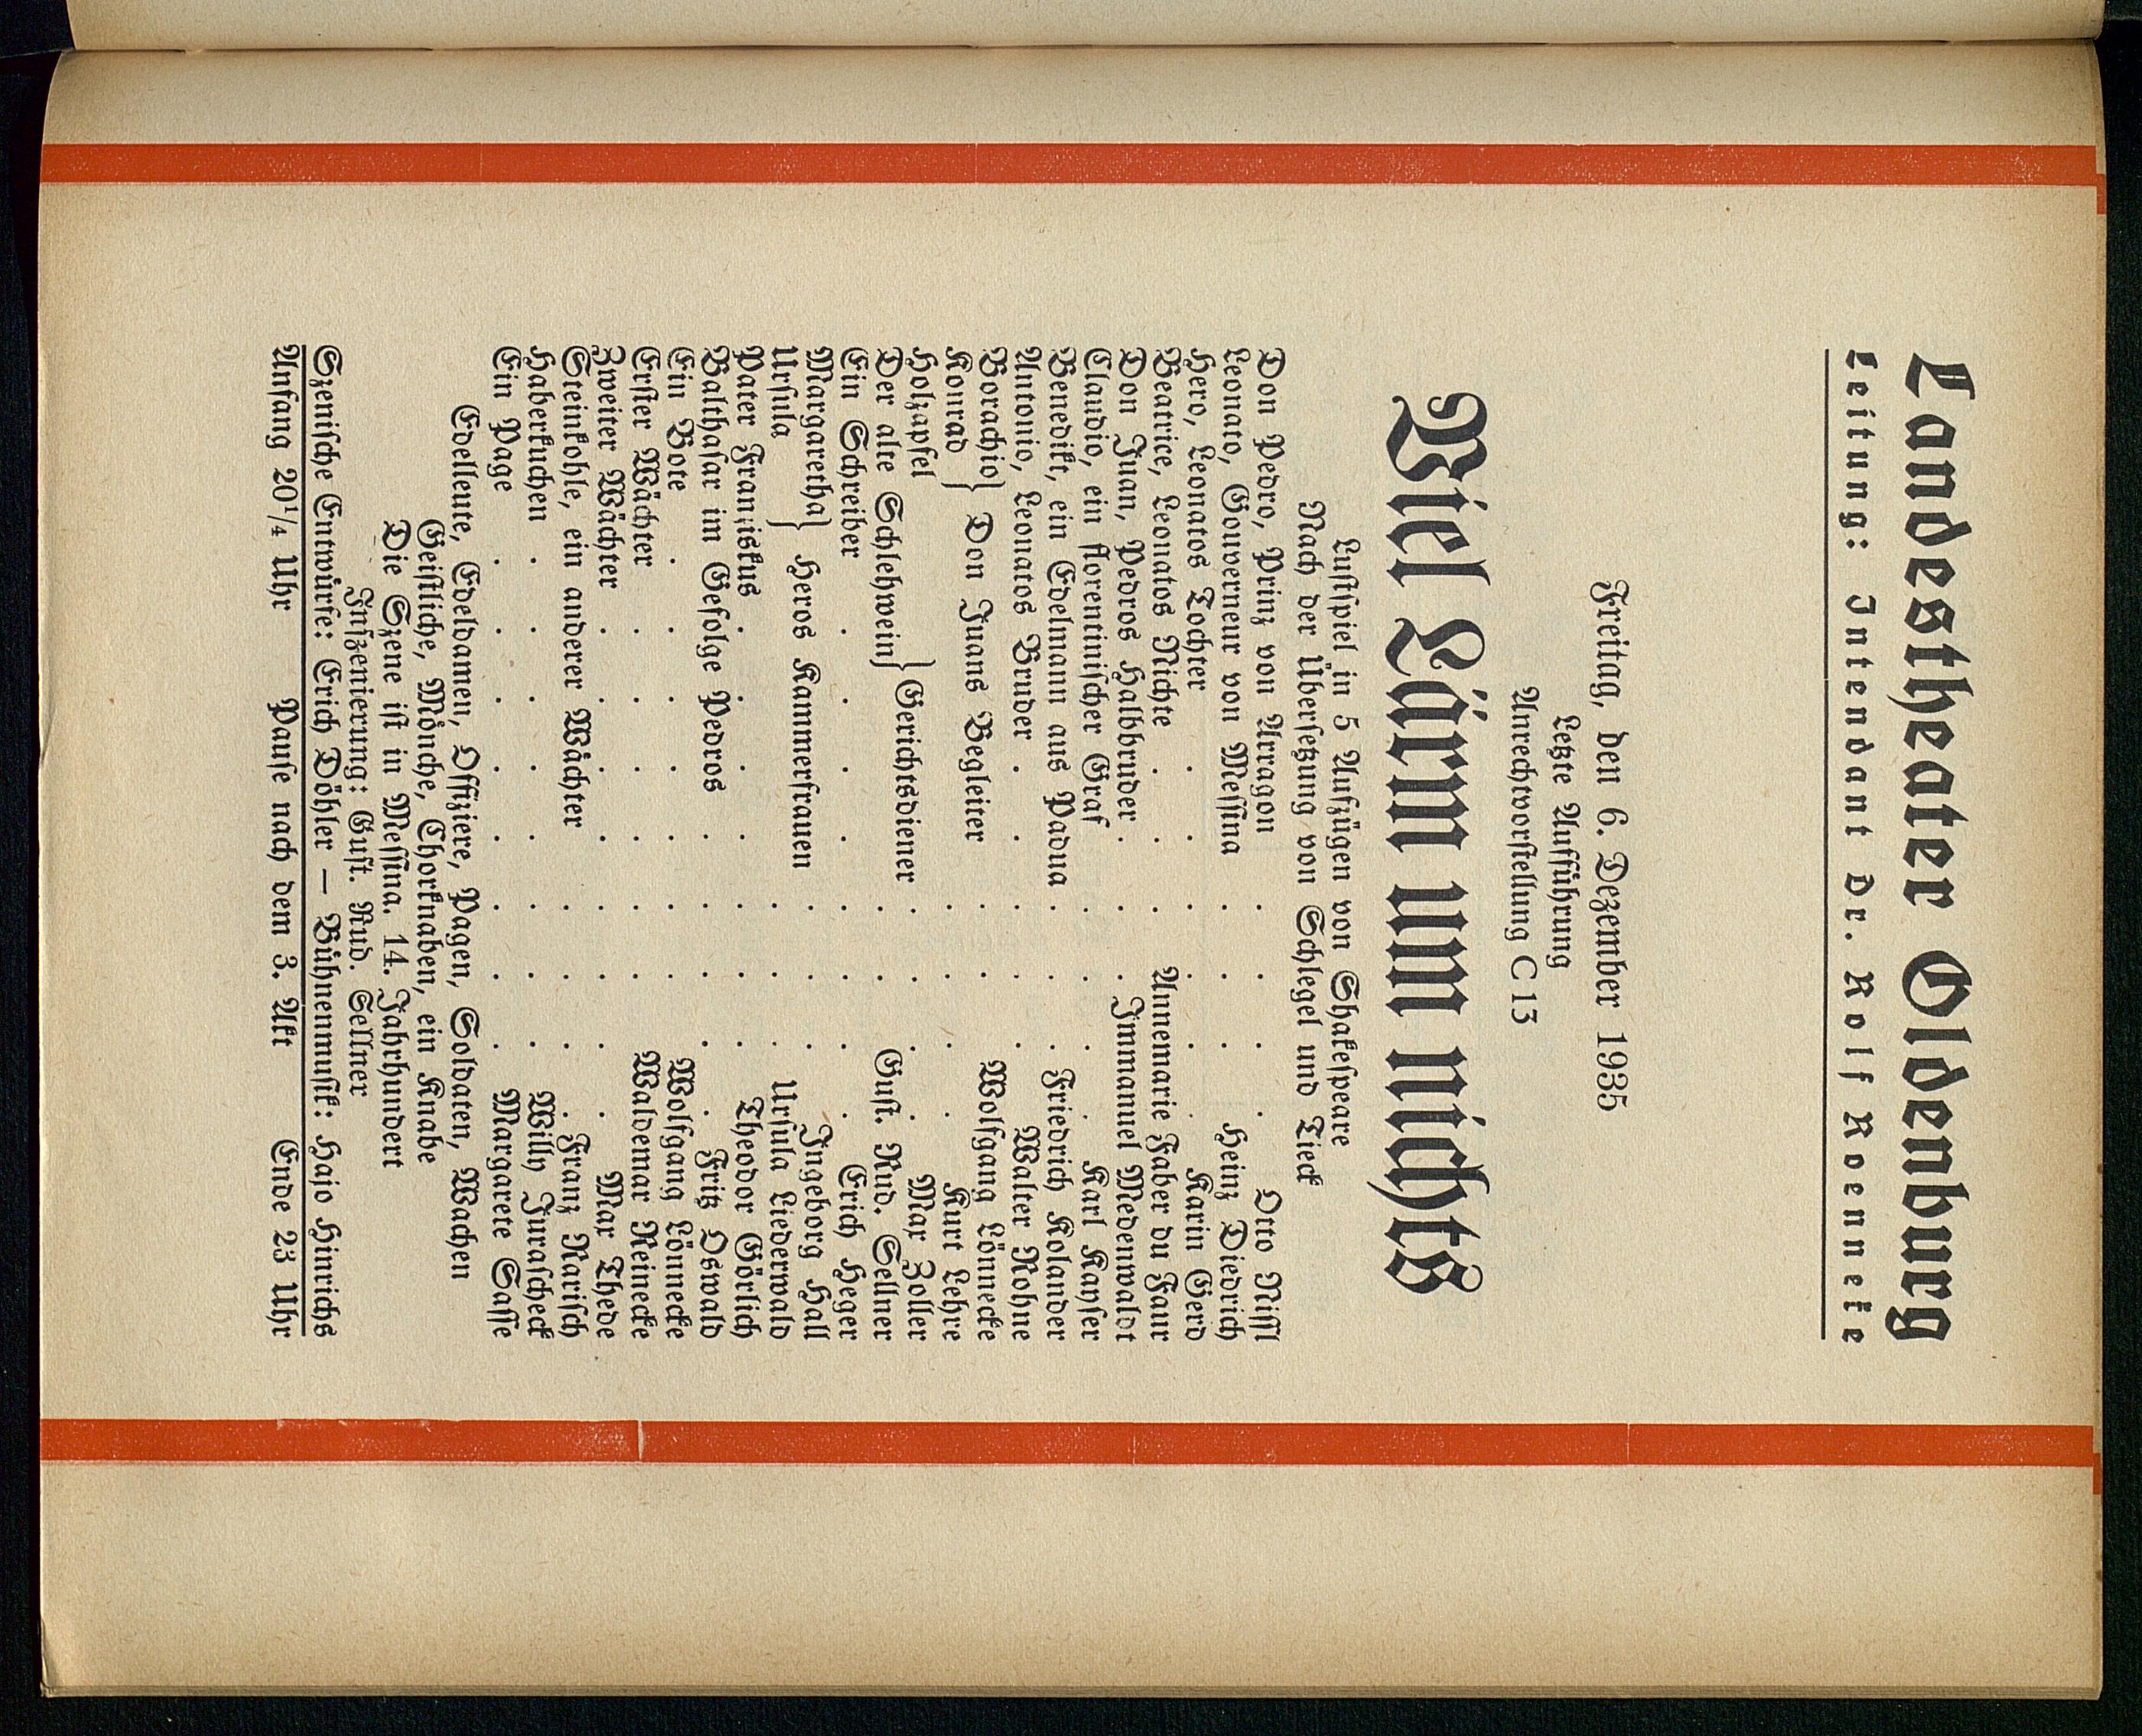 Landestheater Oldenburg
Leitung: Intendant Dr. Rolf Roenneke
Freitag, den 6. Dezember 1935
Letzte Aufführung
Anrechtvorstellung C 13
Viel Lärm um nichts
Lustspiel in 5 Aufzügen von Shakespeare
Nach der Übersetzung von Schlegel und Tieck
Don Pedro, Prinz von Arragon . . . . Otto Nissl
Leonato, Gouverneur von Messina . . . Heinz Diedrich
Hero, Leonatos Tochter . . . . . . Karin Gerd
Beatrice, Leonatos Nichte . . . Annemarie Faber du Faur
Don Juan, Pedros Halbbruder . . . Immanuel Medenwaldt
Claudio, ein florentinischer Graf . . . . Karl Kayser
Benedikt, ein Edelmann aus Padua . . . Friedrich Kolander
Antonio, Leonatos Bruder . . . . . Walter Rohne
Borachio } Don Juans Begleiter . . Wolfgang Lönnecke
Konrad . . . . Kurt Lehre
Holzapfel } Gerichtsdiener . . . . Max Zoller
Der alte Schlehwein . . Gust. Rud. Sellner
Ein Schreiber . . . . . . . . Erich Heger
Margaretha } Heros Kammerfrauen . . . Ingeborg Hall
Ursula . . . Ursula Liederwald
Pater Franziskus . . . . . . Theodor Görlich
Balthasar im Gefolge Pedros . . . . . Fritz Oswald
Ein Bote . . . . . . . Wolfgang Lönnecke
Erster Wächter . . . . . . Waldemar Reinecke
Zweiter Wächter . . . . . . . . Max Thede
Steinkohle, ein anderer Wächter . . . . Franz Rarisch
Haberkuchen . . . . . . . . Willy Jurascheck
Ein Page . . . . . . . . Margarete Sasse
Edelleute, Edeldamen, Offiziere, Pagen, Soldaten, Wachen
Geistliche, Mönche, Chorknaben, ein Knabe
Die Szene ist in Messina. 14. Jahrhundert
Inszenierung: Gust. Rud. Sellner
Szenische Entwürfe: Erich Döhler — Bühnenmusik: Hajo Hinrichs
Anfang 20¹/₄ Uhr Pause nach dem 3. Akt Ende 23 Uhr